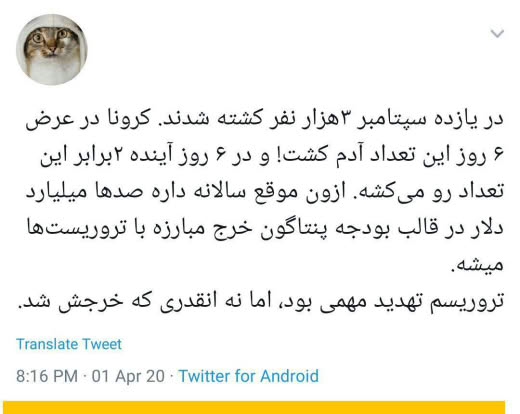 در یازده سپتامبر ۳هزار نفر کشته شدند. کرونا در عرض
۶ روز این تعداد آدم کشت! و در ۶ روز آینده ۲برابر این
تعداد رو می‌کشه. ازون موقع سالانه داره صدها میلیارد
دلار در قالب بودجه پنتاگون خرج مبارزه با تروریست‌ها
میشه.
تروریسم تهدید مهمی بود، اما نه انقدری که خرجش شد.
Translate Tweet
8:16 PM · 01 Apr 20 · Twitter for Android